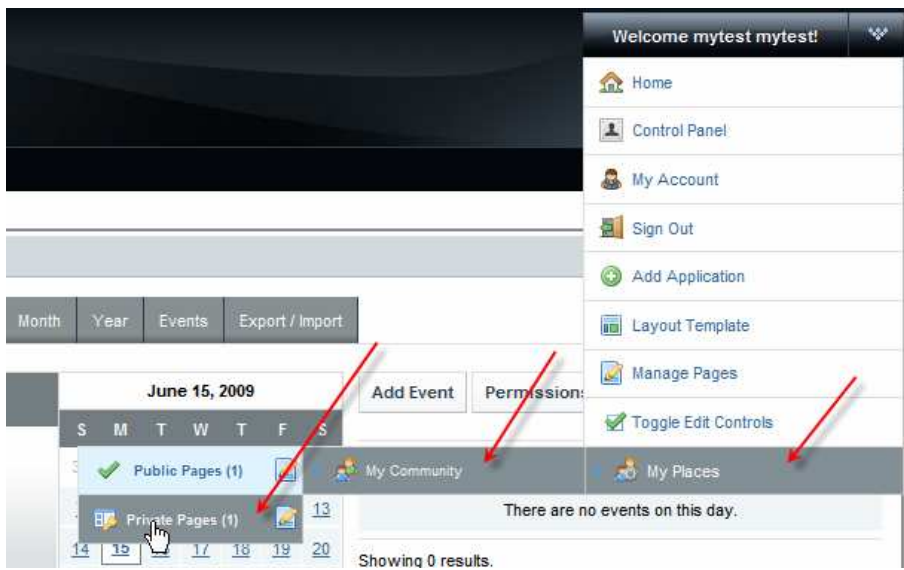 Welcome mytest mytest!
Home
Control Panel
My Account
Sign Out
Add Application
Layout Template
Manage Pages
Toggle Edit Controls
My Places
Month Year Events Export / Import
June 15, 2009
Add Event Permissions
S M T W T F S
Public Pages (1)
My Community
Private Pages (1)
13
There are no events on this day.
14 15 17 18 19 20
Showing 0 results.